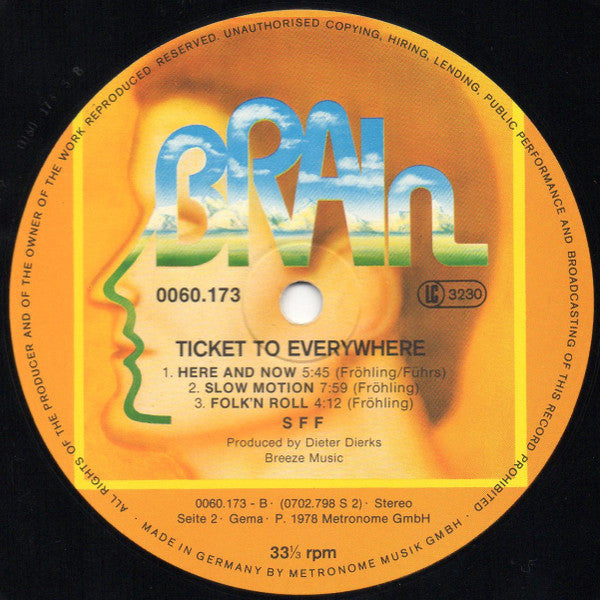 ALL RIGHTS OF THE PRODUCER AND OF THE OWNER OF THE WORK REPRODUCED RESERVED. UNAUTHORISED COPYING, HIRING, LENDING, PUBLIC PERFORMANCE AND BROADCASTING OF THIS RECORD PROHIBITED
BRAIn
0060.173
LC 3230
TICKET TO EVERYWHERE
1. HERE AND NOW 5:45 (Fröhling/Führs)
2. SLOW MOTION 7:59 (Fröhling)
3. FOLK'N ROLL 4:12 (Fröhling)
S F F
Produced by Dieter Dierks
Breeze Music
0060.173 - B · (0702.798 S 2) · Stereo
Seite 2 · Gema · P. 1978 Metronome GmbH
· MADE IN GERMANY BY METRONOME MUSIK GMBH ·
33⅓ rpm